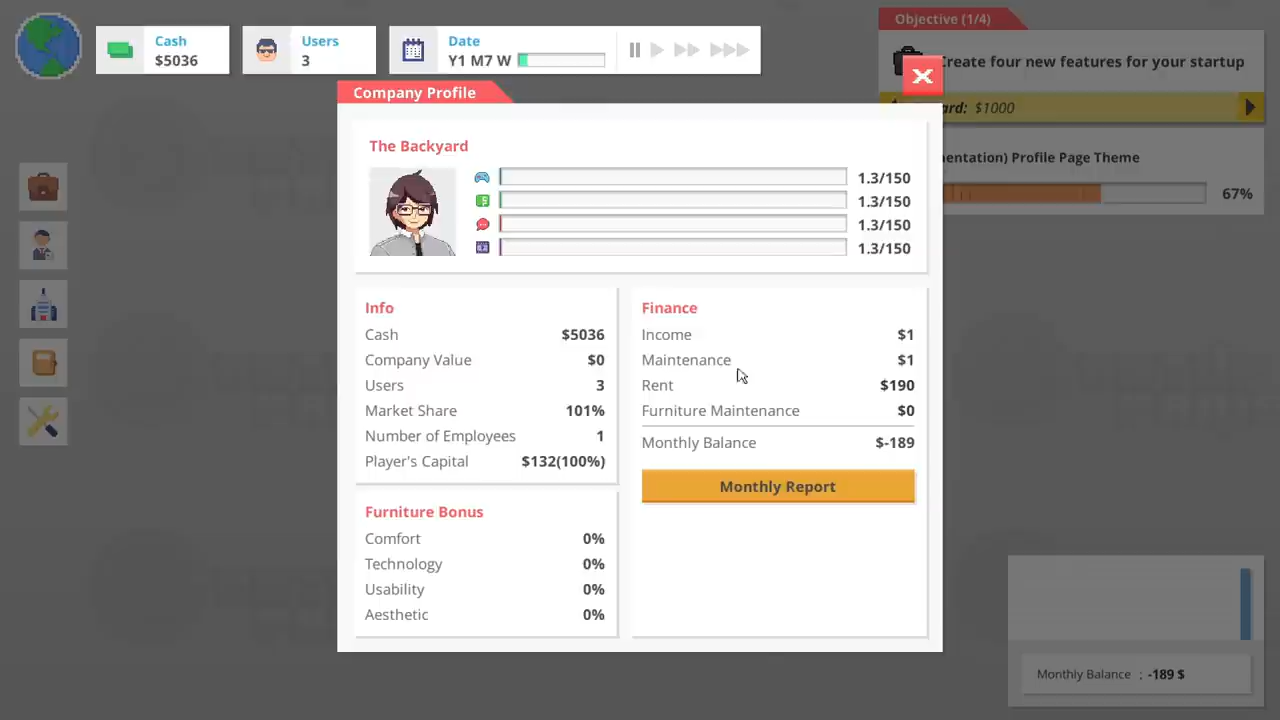 Cash
$5036
Users
3
Date
Y1 M7 W
Objective (1/4)
Create four new features for your startup
ard: $1000
entation) Profile Page Theme
67%
Company Profile
The Backyard
1.3/150
1.3/150
1.3/150
1.3/150
Info
Cash $5036
Company Value $0
Users 3
Market Share 101%
Number of Employees 1
Player's Capital $132(100%)
Furniture Bonus
Comfort 0%
Technology 0%
Usability 0%
Aesthetic 0%
Finance
Income $1
Maintenance $1
Rent $190
Furniture Maintenance $0
Monthly Balance $-189
Monthly Report
Monthly Balance : -189 $